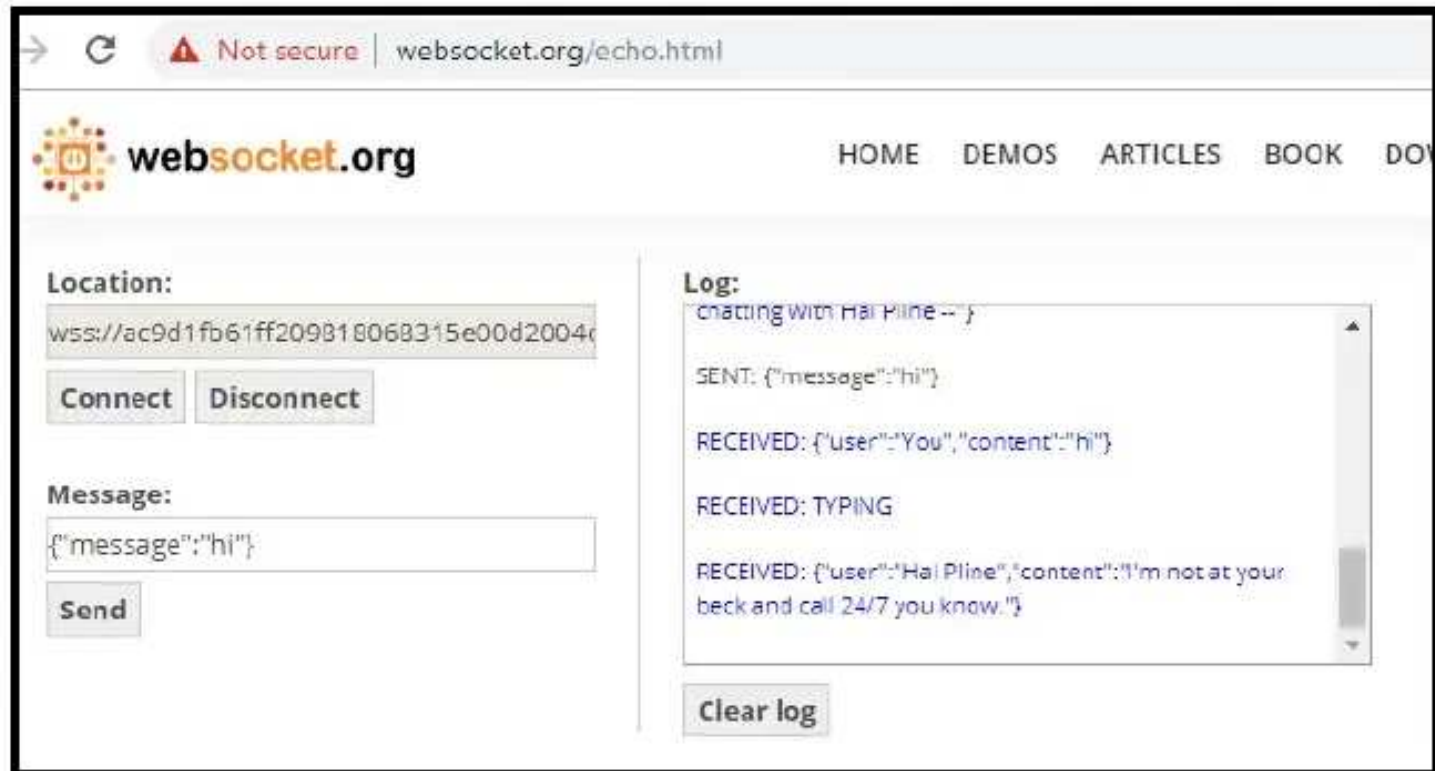 Not secure | websocket.org/echo.html
websocket.org
HOME DEMOS ARTICLES BOOK DOW
Location:
wss://ac9d1fb61ff209818068315e00d2004c
Connect Disconnect
Message:
{"message":"hi"}
Send
Log:
chatting with Hal Pline -- }
SENT: {"message":"hi"}
RECEIVED: {"user":"You","content":"hi"}
RECEIVED: TYPING
RECEIVED: {"user":"Hal Pline","content":"I'm not at your
beck and call 24/7 you know."}
Clear log